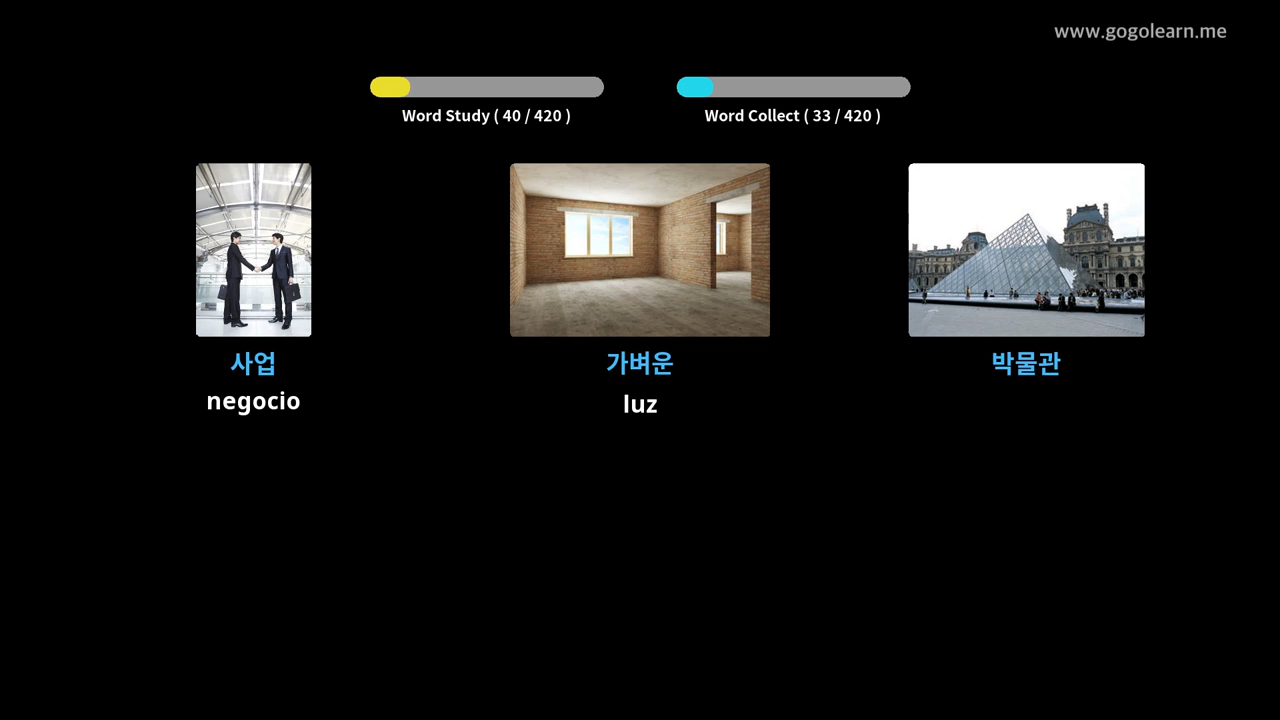 www.gogolearn.me
Word Study ( 40 / 420 )
Word Collect ( 33 / 420 )
사업
negocio
가벼운
luz
박물관